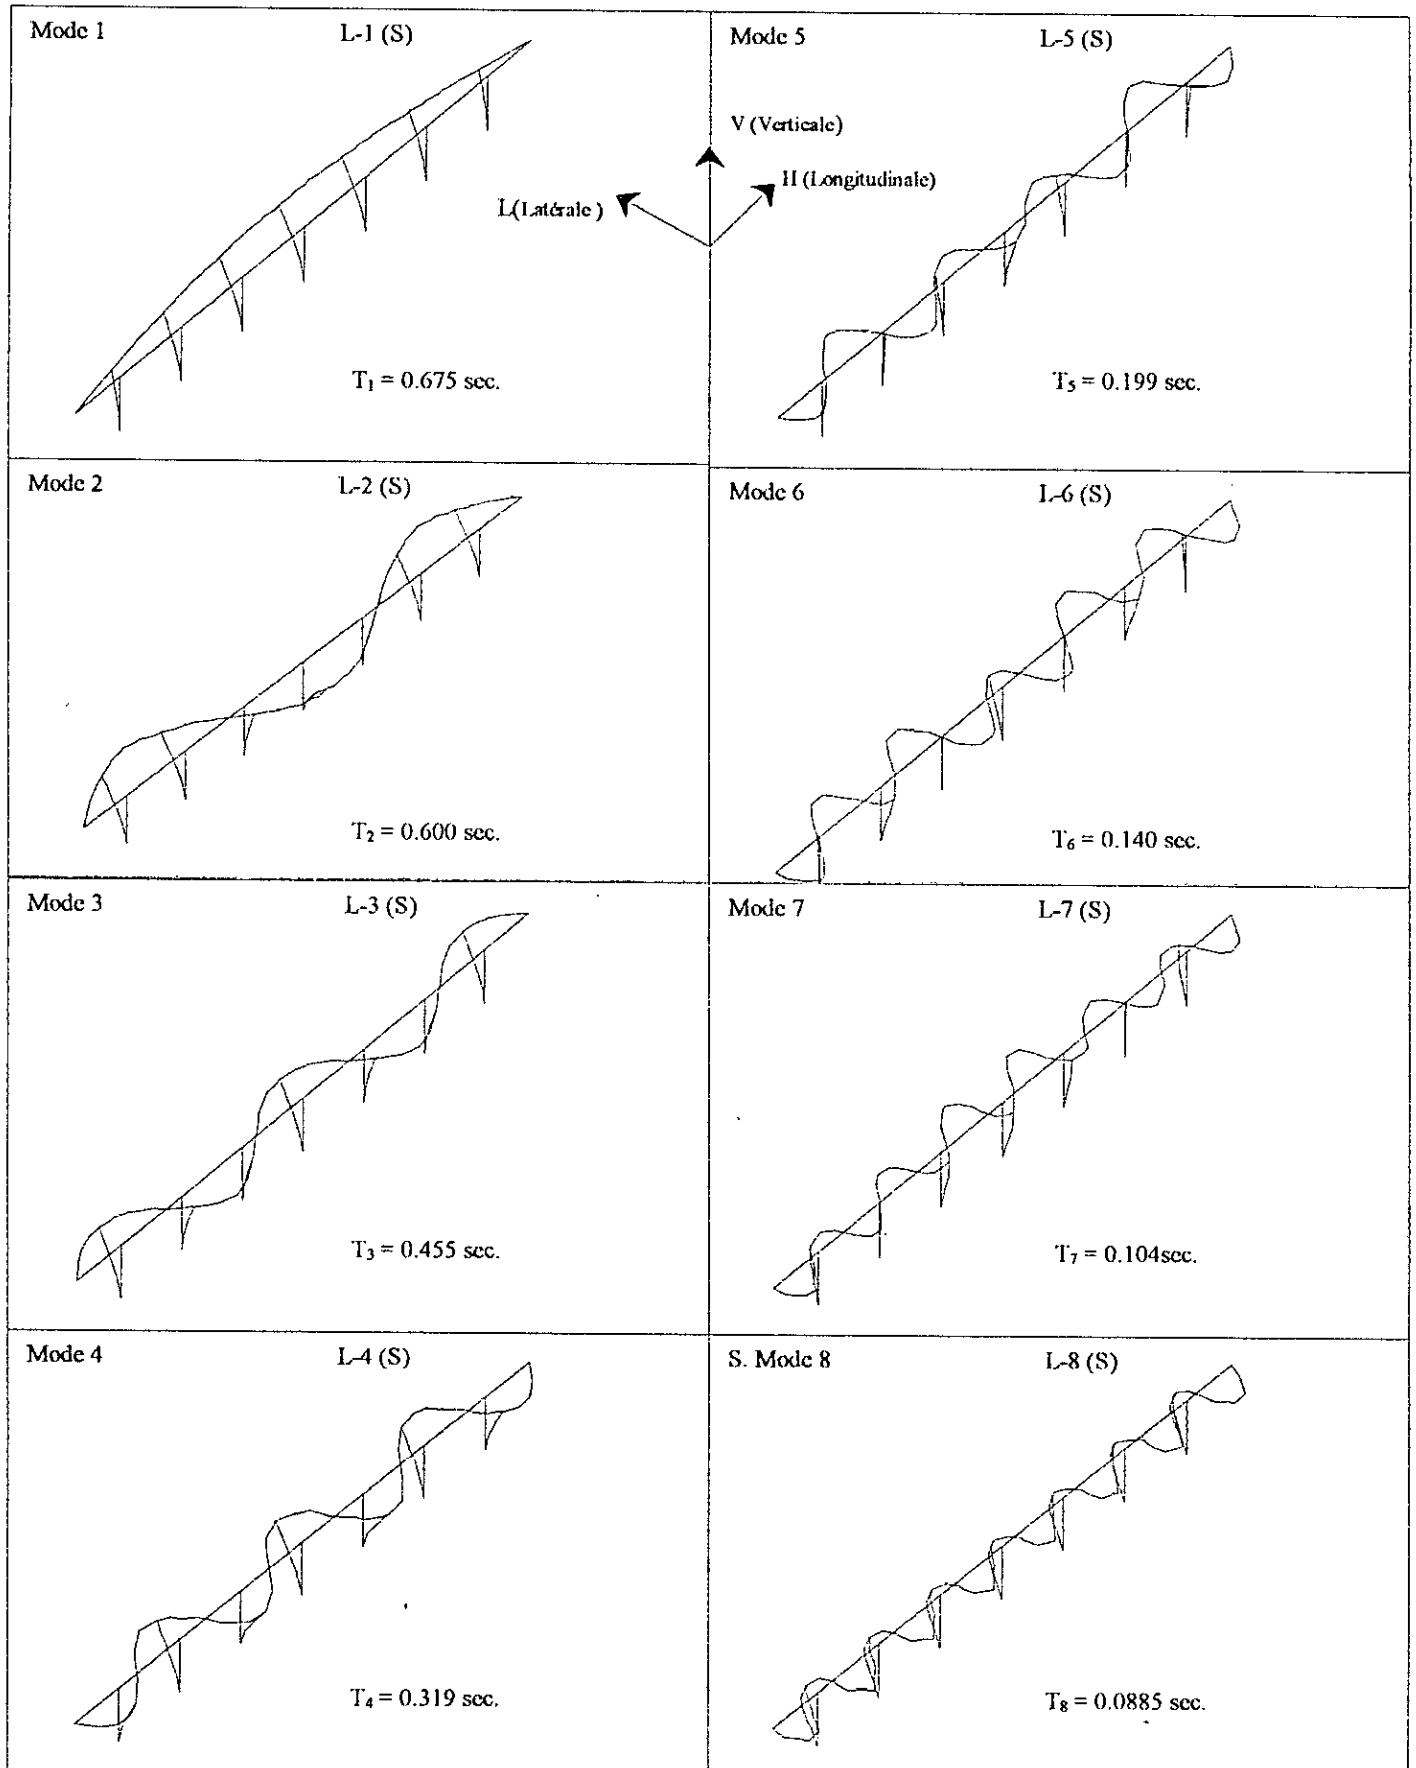 Mode 1 L-1 (S)
T₁ = 0.675 sec.
V (Verticale)
H (Longitudinale)
L(Latérale )
Mode 5 L-5 (S)
T₅ = 0.199 sec.
Mode 2 L-2 (S)
T₂ = 0.600 sec.
Mode 6 L-6 (S)
T₆ = 0.140 sec.
Mode 3 L-3 (S)
T₃ = 0.455 sec.
Mode 7 L-7 (S)
T₇ = 0.104sec.
Mode 4 L-4 (S)
T₄ = 0.319 sec.
S. Mode 8 L-8 (S)
T₈ = 0.0885 sec.